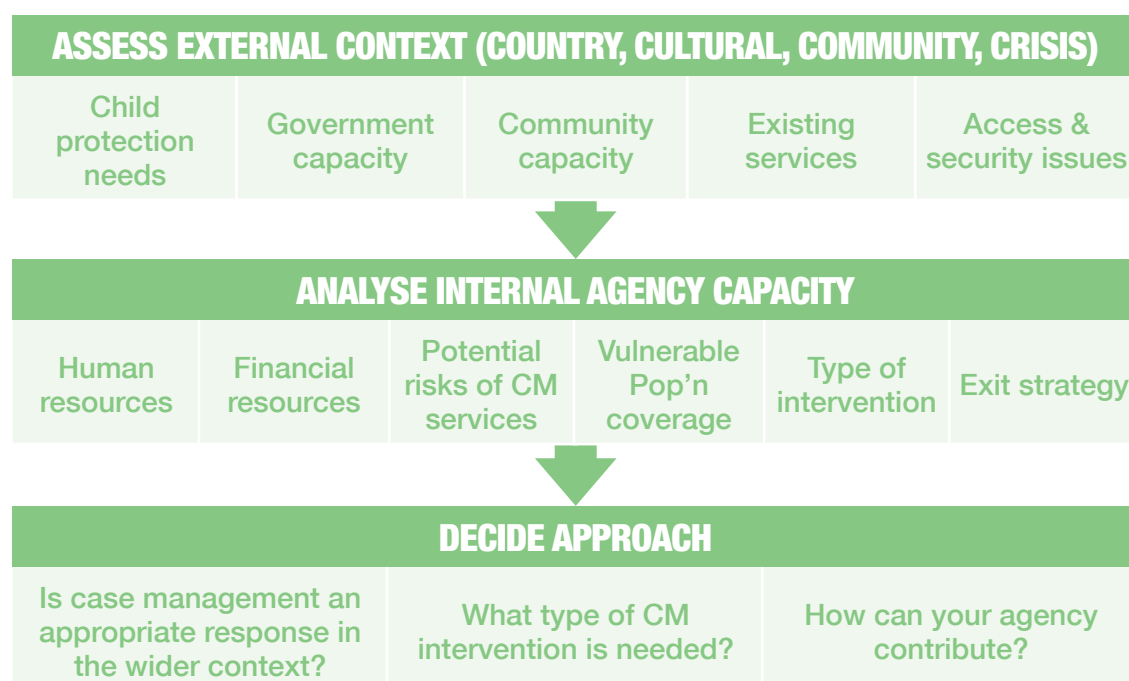 ASSESS EXTERNAL CONTEXT (COUNTRY, CULTURAL, COMMUNITY, CRISIS)
Child
protection
needs
Government
capacity
Community
capacity
Existing
services
Access &
security issues
ANALYSE INTERNAL AGENCY CAPACITY
Human
resources
Financial
resources
Potential
risks of CM
services
Vulnerable
Pop’n
coverage
Type of
intervention
Exit strategy
DECIDE APPROACH
Is case management an
appropriate response in
the wider context?
What type of CM
intervention is needed?
How can your agency
contribute?